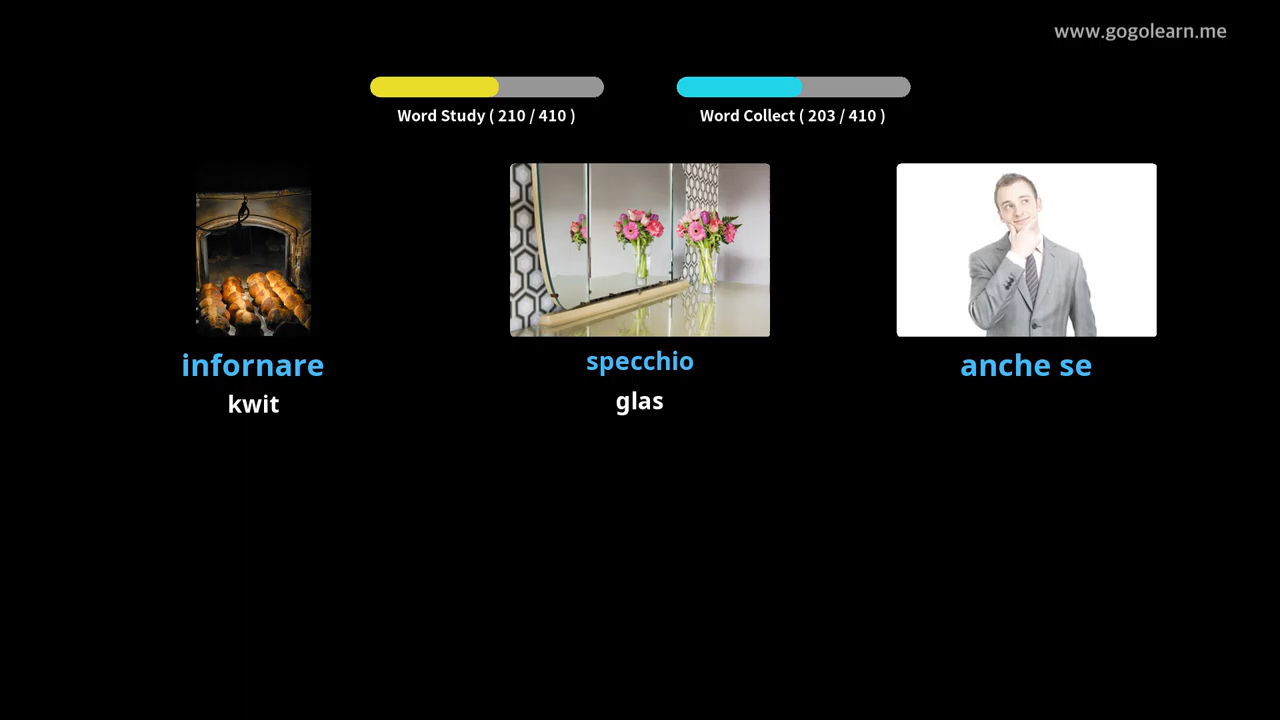 www.gogolearn.me
Word Study ( 210 / 410 )
Word Collect ( 203 / 410 )
infornare
kwit
specchio
glas
anche se